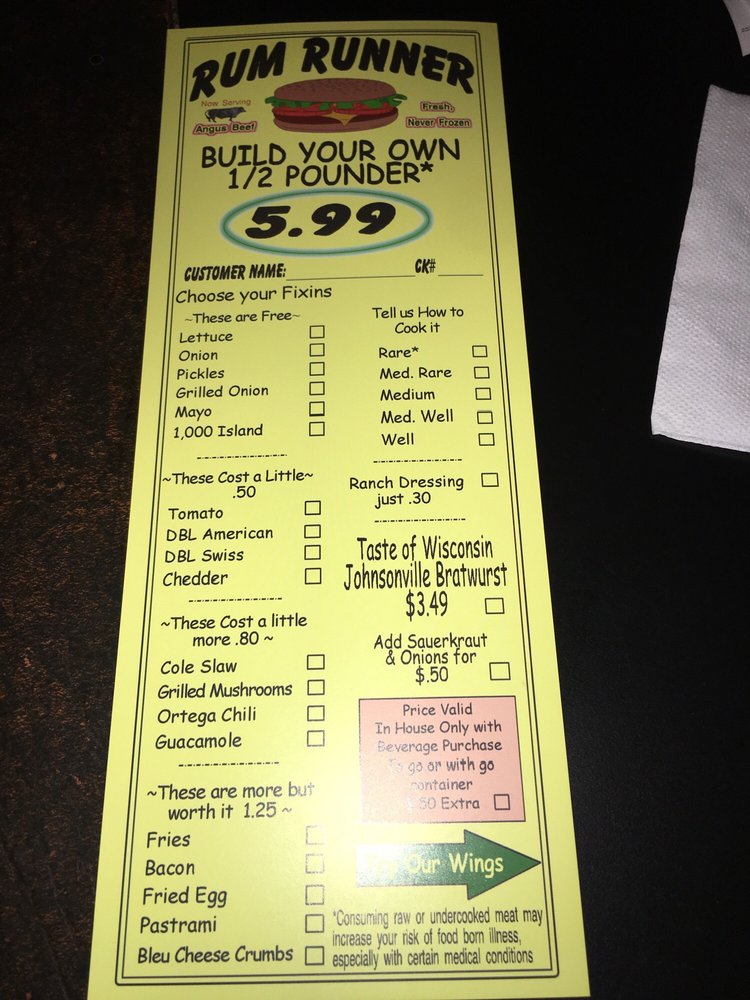 RUM RUNNER
Now Serving
Angus Beef
Fresh,
Never Frozen
BUILD YOUR OWN
1/2 POUNDER*
5.99
CUSTOMER NAME: CK#
Choose your Fixins
~These are Free~
Lettuce
Onion
Pickles
Grilled Onion
Mayo
1,000 Island
~These Cost a Little~
.50
Tomato
DBL American
DBL Swiss
Chedder
~These Cost a little
more .80 ~
Cole Slaw
Grilled Mushrooms
Ortega Chili
Guacamole
~These are more but
worth it 1.25 ~
Fries
Bacon
Fried Egg
Pastrami
Bleu Cheese Crumbs
Tell us How to
Cook it
Rare*
Med. Rare
Medium
Med. Well
Well
Ranch Dressing
just .30
Taste of Wisconsin
Johnsonville Bratwurst
$3.49
Add Sauerkraut
& Onions for
$.50
Price Valid
In House Only with
Beverage Purchase
To go or with go
container
50 Extra
Our Wings
*Consuming raw or undercooked meat may
increase your risk of food born illness,
especially with certain medical conditions